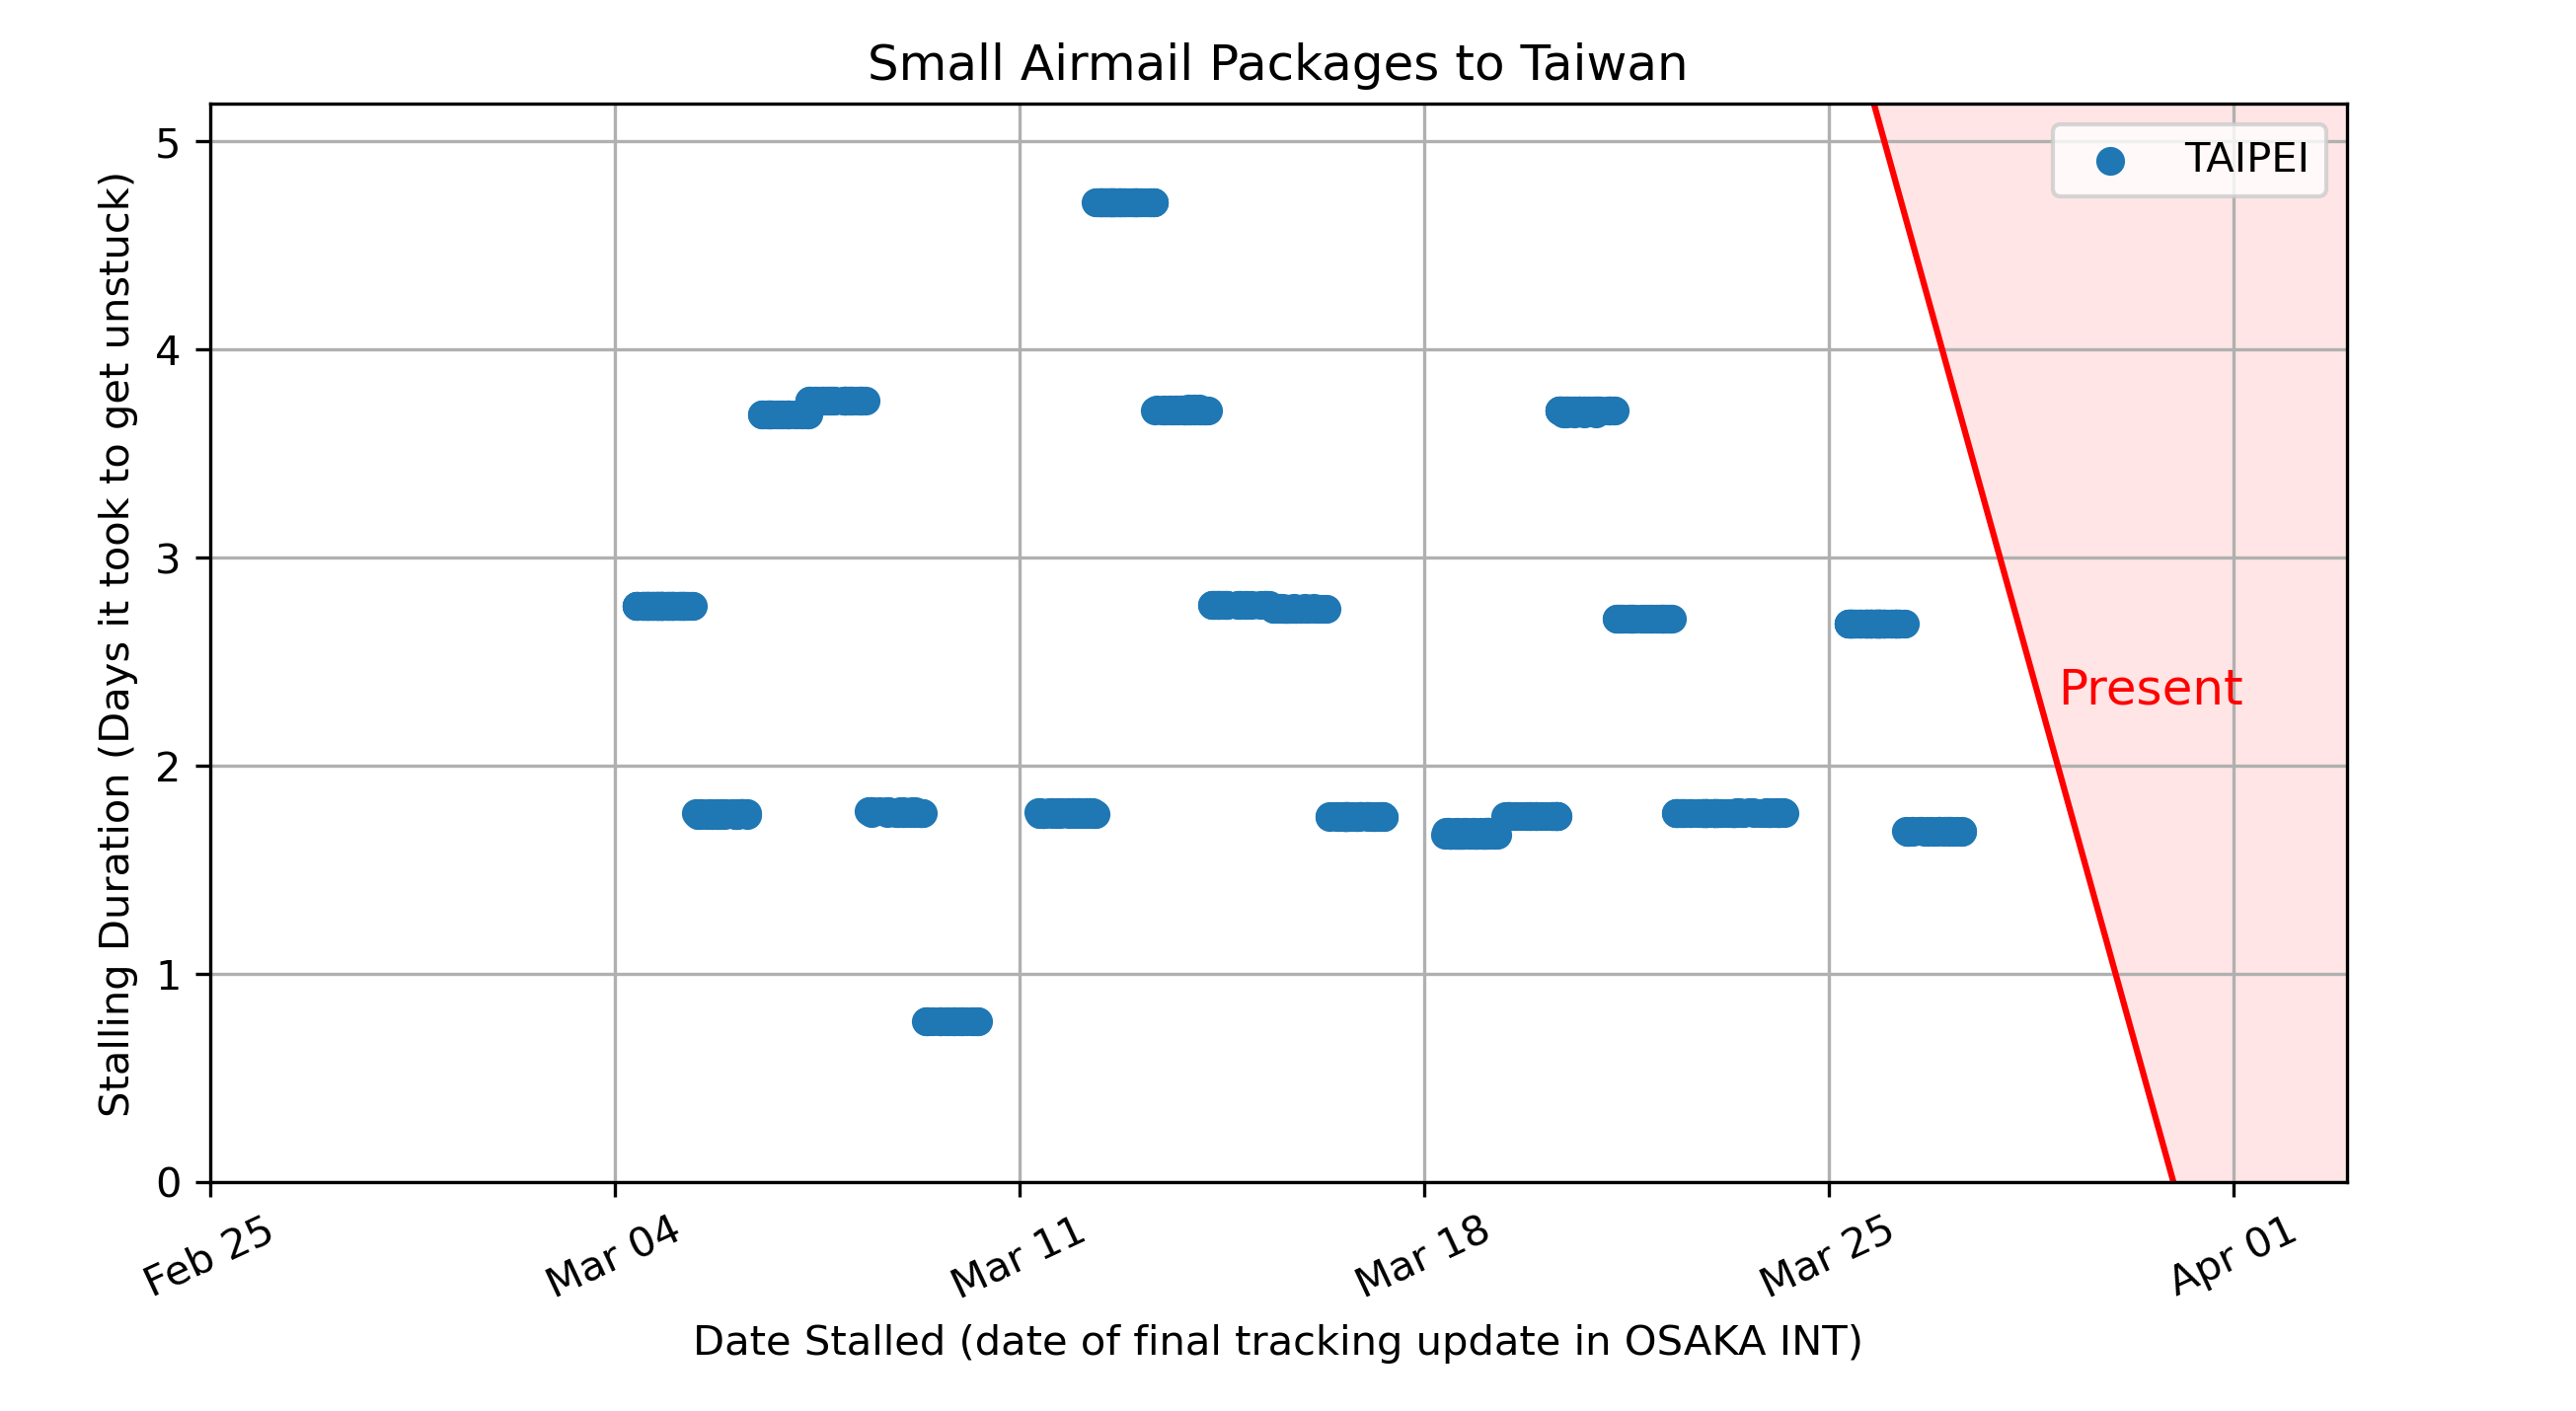 Small Airmail Packages to Taiwan
TAIPEI
Present
Stalling Duration (Days it took to get unstuck)
5
4
3
2
1
0
Feb 25
Mar 04
Mar 11
Mar 18
Mar 25
Apr 01
Date Stalled (date of final tracking update in OSAKA INT)